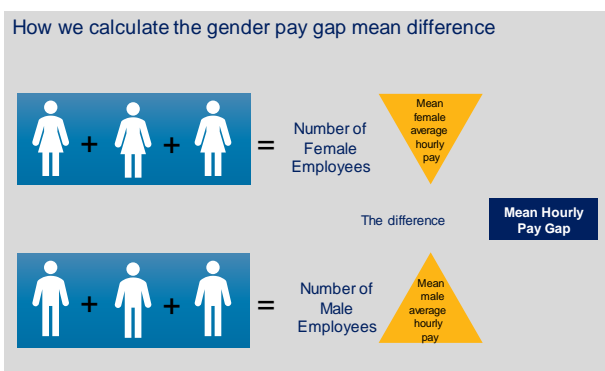 How we calculate the gender pay gap mean difference
+ + =
Number of
Female
Employees
Mean
female
average
hourly
pay
The difference
Mean Hourly
Pay Gap
+ + =
Number of
Male
Employees
Mean
male
average
hourly
pay